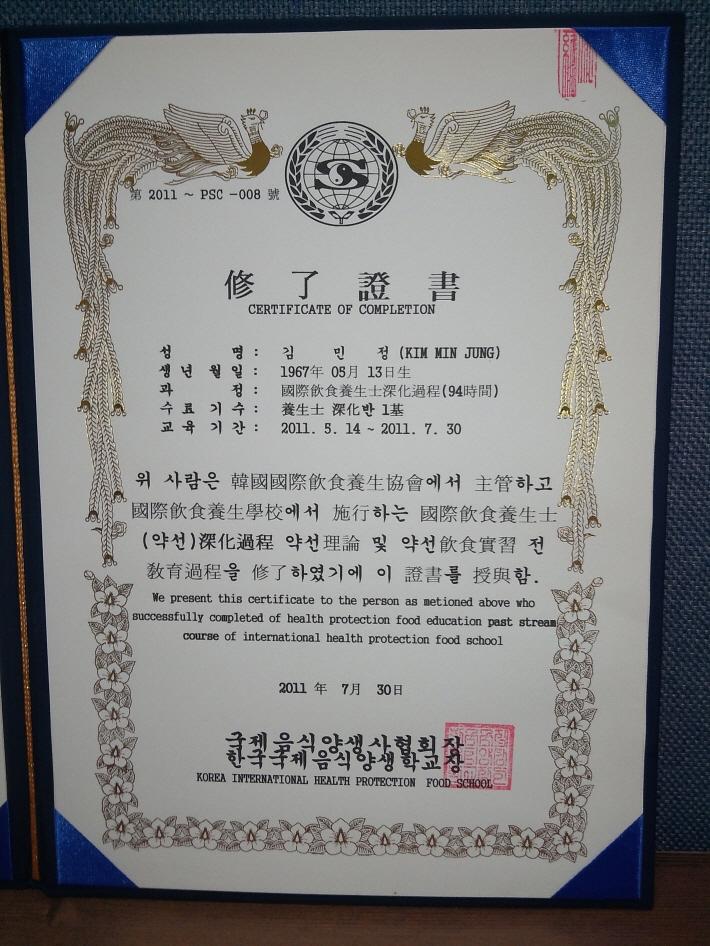 第 2011 ~ PSC -008 號
修了證書
CERTIFICATE OF COMPLETION
성 명 : 김 민 정 (KIM MIN JUNG)
생 년 월 일 : 1967年 05月 13日生
과 정 : 國際飮食養生士深化過程(94時間)
수 료 기 수 : 養生士 深化반 1基
교 육 기 간 : 2011. 5. 14 ~ 2011. 7. 30
위 사람은 韓國國際飮食養生協會에서 主管하고
國際飮食養生學校에서 施行하는 國際飮食養生士
(약선)深化過程 약선理論 및 약선飮食實習 전
敎育過程을 修了하였기에 이 證書를 授與함.
We present this certificate to the person as metioned above who
successfully completed of health protection food education past stream
course of international health protection food school
2011 年 7月 30日
국제음식양생사협회장
한국국제음식양생학교장
KOREA INTERNATIONAL HEALTH PROTECTION FOOD SCHOOL